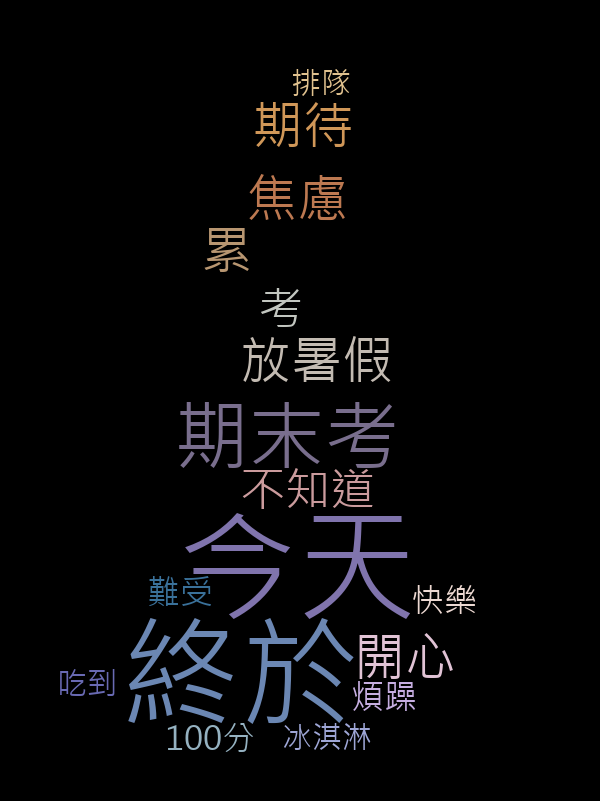 排隊
期待
焦慮
累
考
放暑假
期末考
不知道
今天
難受
快樂
終於
開心
吃到
煩躁
100分
冰淇淋